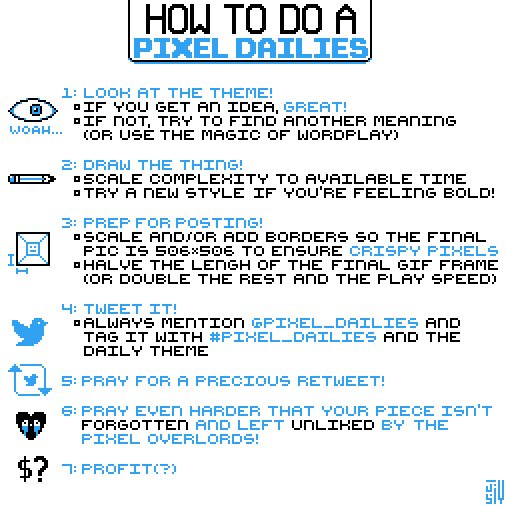 HOW TO DO A
PIXEL DAILIES
1: LOOK AT THE THEME!
IF YOU GET AN IDEA, GREAT!
IF NOT, TRY TO FIND ANOTHER MEANING
(OR USE THE MAGIC OF WORDPLAY)
WOAH...
2: DRAW THE THING!
SCALE COMPLEXITY TO AVAILABLE TIME
TRY A NEW STYLE IF YOU'RE FEELING BOLD!
3: PREP FOR POSTING!
SCALE AND/OR ADD BORDERS SO THE FINAL
PIC IS 506x506 TO ENSURE CRISPY PIXELS
HALVE THE LENGH OF THE FINAL GIF FRAME
(OR DOUBLE THE REST AND THE PLAY SPEED)
4: TWEET IT!
ALWAYS MENTION @PIXEL_DAILIES AND
TAG IT WITH #PIXEL_DAILIES AND THE
DAILY THEME
5: PRAY FOR A PRECIOUS RETWEET!
6: PRAY EVEN HARDER THAT YOUR PIECE ISN'T
FORGOTTEN AND LEFT UNLIKED BY THE
PIXEL OVERLORDS!
$? 7: PROFIT(?)